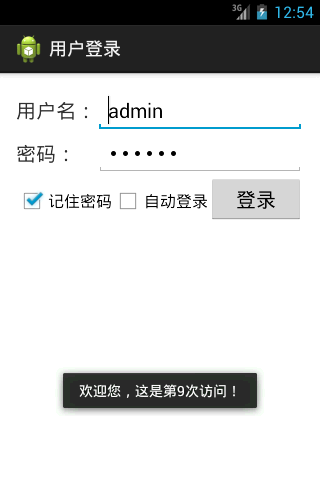 3G 12:54
用户登录
用户名： admin
密码： ••••••
记住密码 自动登录 登录
欢迎您，这是第9次访问！